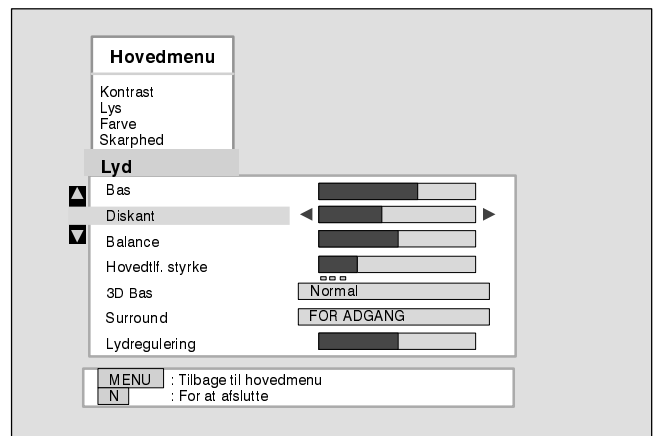 Hovedmenu
Kontrast
Lys
Farve
Skarphed
Lyd
Bas
Diskant
Balance
Hovedtlf. styrke
3D Bas Normal
Surround FOR ADGANG
Lydregulering
MENU : Tilbage til hovedmenu
N : For at afslutte